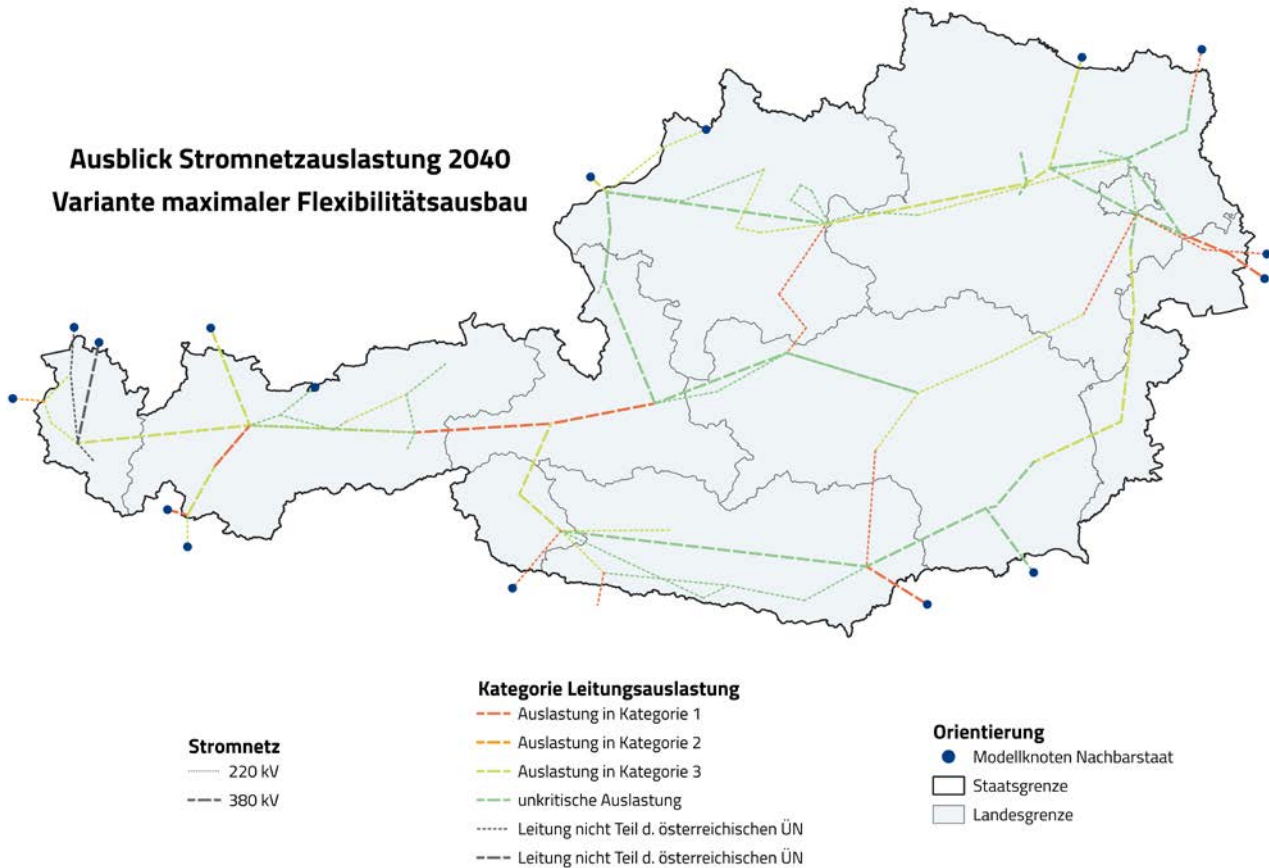 Ausblick Stromnetzauslastung 2040
Variante maximaler Flexibilitätsausbau
Stromnetz
220 kV
380 kV
Kategorie Leitungsauslastung
Auslastung in Kategorie 1
Auslastung in Kategorie 2
Auslastung in Kategorie 3
unkritische Auslastung
Leitung nicht Teil d. österreichischen ÜN
Leitung nicht Teil d. österreichischen ÜN
Orientierung
Modellknoten Nachbarstaat
Staatsgrenze
Landesgrenze